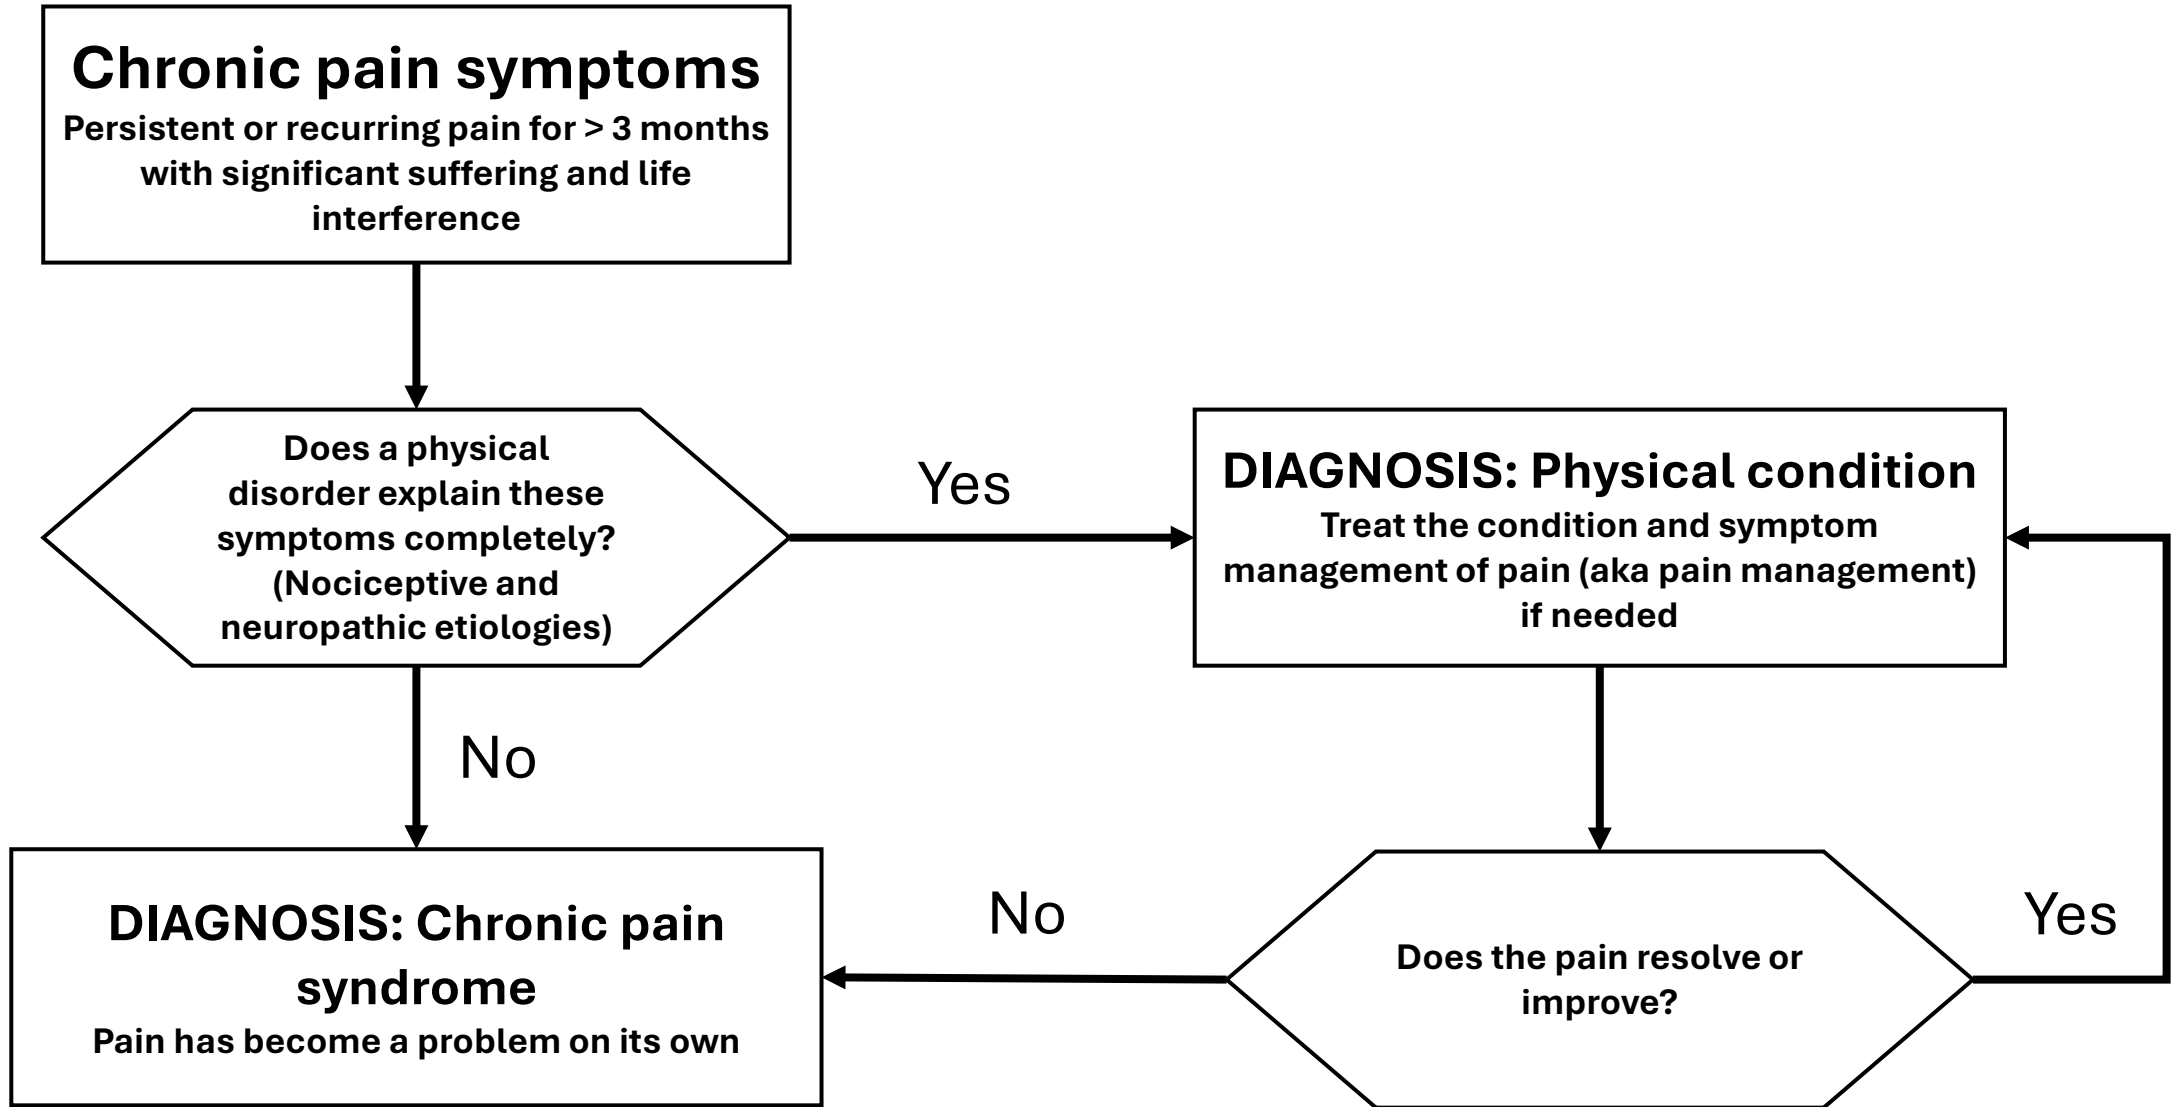 Chronic pain symptoms
Persistent or recurring pain for > 3 months
with significant suffering and life
interference
Does a physical
disorder explain these
symptoms completely?
(Nociceptive and
neuropathic etiologies)
Yes
DIAGNOSIS: Physical condition
Treat the condition and symptom
management of pain (aka pain management)
if needed
No
DIAGNOSIS: Chronic pain
syndrome
Pain has become a problem on its own
No
Does the pain resolve or
improve?
Yes